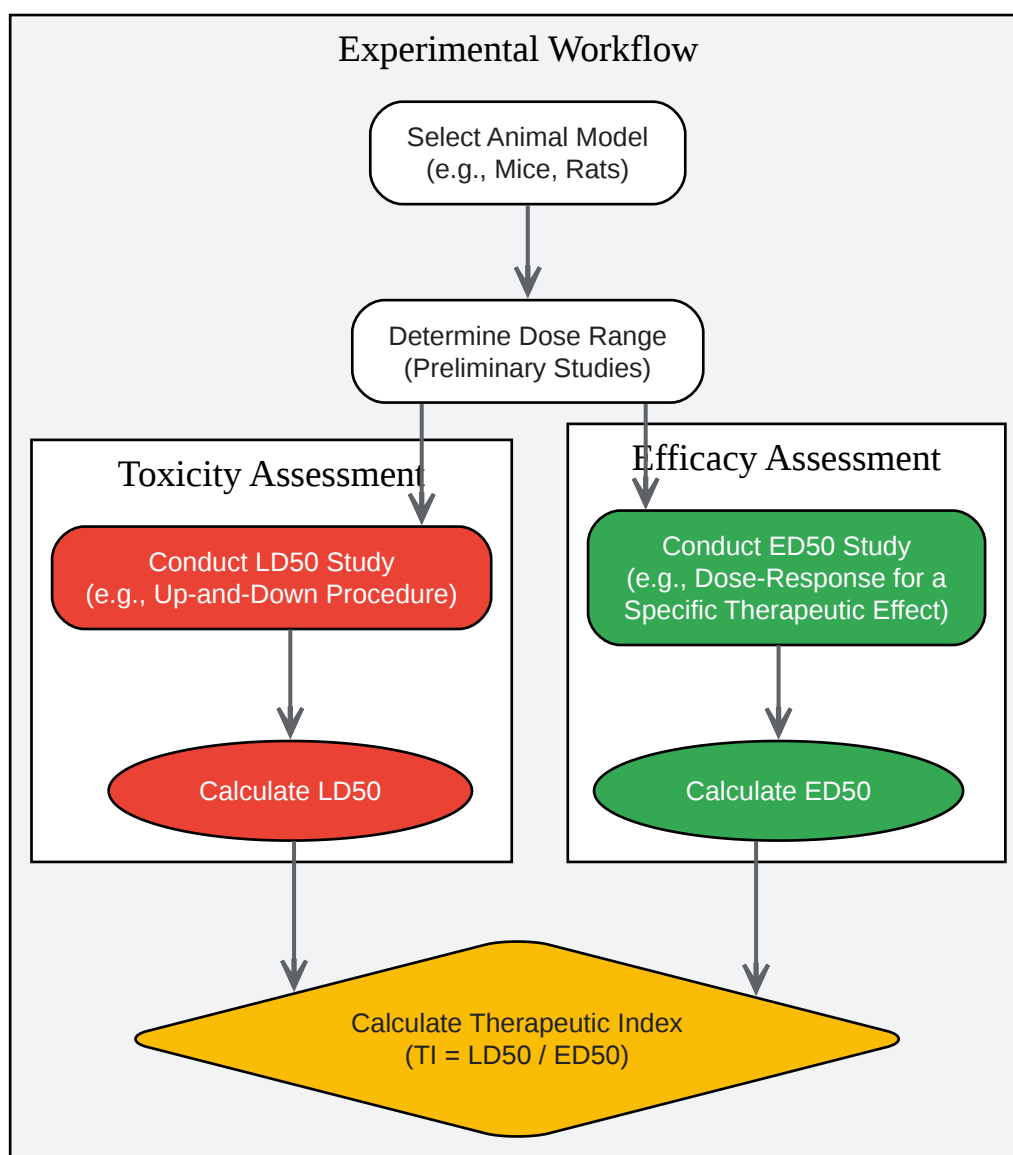 Experimental Workflow
Select Animal Model
(e.g., Mice, Rats)
Determine Dose Range
(Preliminary Studies)
Toxicity Assessment
Conduct LD50 Study
(e.g., Up-and-Down Procedure)
Calculate LD50
Efficacy Assessment
Conduct ED50 Study
(e.g., Dose-Response for a
Specific Therapeutic Effect)
Calculate ED50
Calculate Therapeutic Index
(TI = LD50 / ED50)